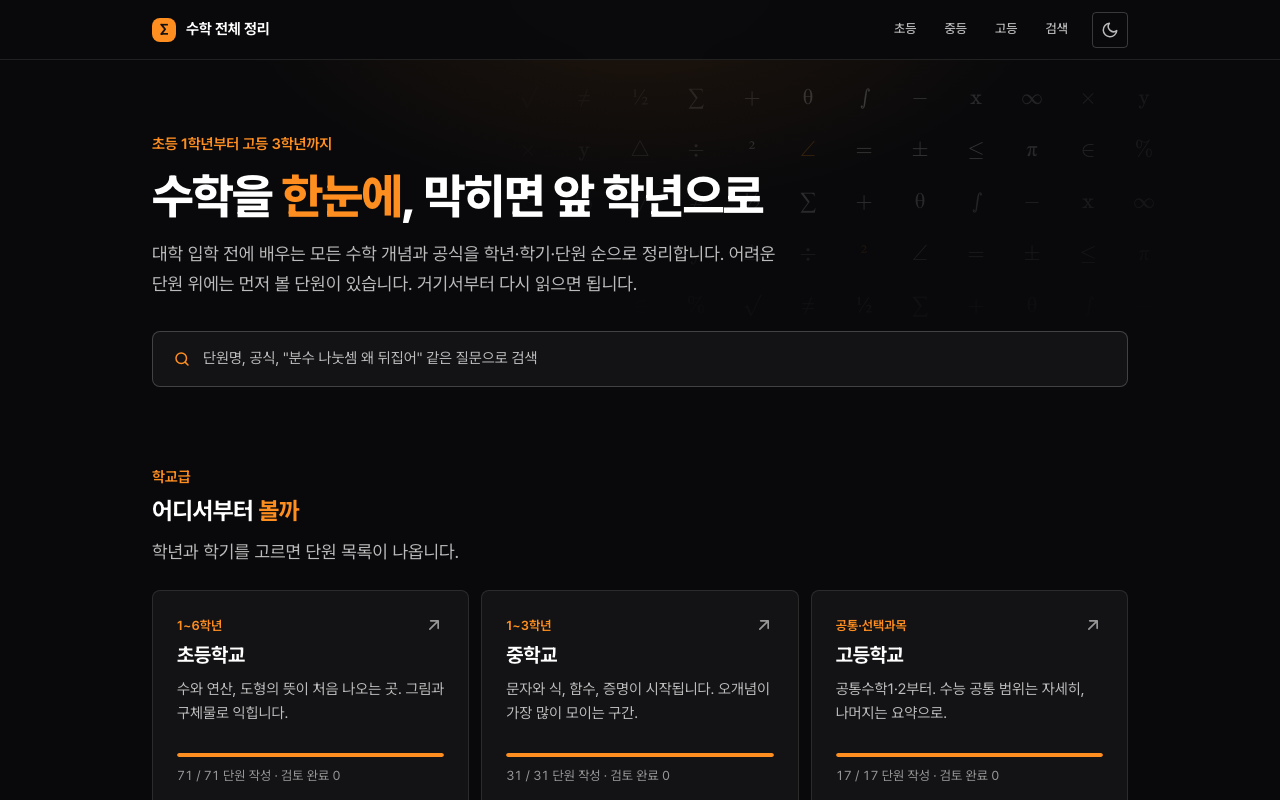 Σ 수학 전체 정리
초등 중등 고등 검색
≠ ½ ∑ + θ ∫ − x ∞ × y
초등 1학년부터 고등 3학년까지
× y △ ÷ ² ∠ = ± ≤ π ∈ %
수학을 한눈에, 막히면 앞 학년으로
∑ + θ ∫ − x ∞
대학 입학 전에 배우는 모든 수학 개념과 공식을 학년·학기·단원 순으로 정리합니다. 어려운
÷ ² ∠ = ± ≤ π
단원 위에는 먼저 볼 단원이 있습니다. 거기서부터 다시 읽으면 됩니다.
% √ ≠ ½ ∑ + θ ∫
단원명, 공식, "분수 나눗셈 왜 뒤집어" 같은 질문으로 검색
학교급
어디서부터 볼까
학년과 학기를 고르면 단원 목록이 나옵니다.
1~6학년
초등학교
수와 연산, 도형의 뜻이 처음 나오는 곳. 그림과
구체물로 익힙니다.
71 / 71 단원 작성 · 검토 완료 0
1~3학년
중학교
문자와 식, 함수, 증명이 시작됩니다. 오개념이
가장 많이 모이는 구간.
31 / 31 단원 작성 · 검토 완료 0
공통·선택과목
고등학교
공통수학1·2부터. 수능 공통 범위는 자세히,
나머지는 요약으로.
17 / 17 단원 작성 · 검토 완료 0